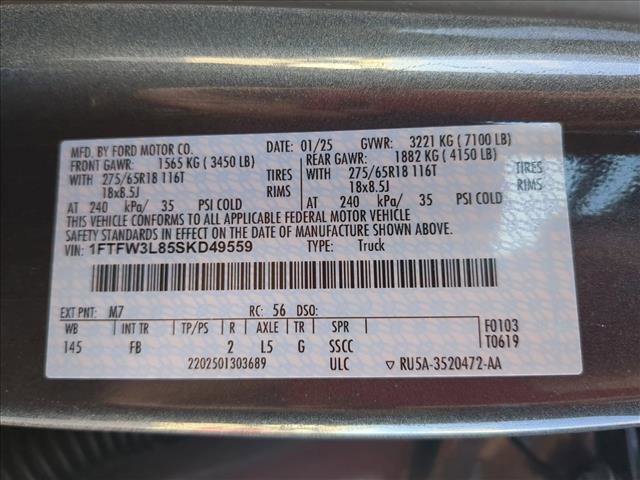 MFD. BY FORD MOTOR CO. DATE: 01/25 GVWR: 3221 KG ( 7100 LB)
FRONT GAWR: 1565 KG ( 3450 LB) REAR GAWR: 1882 KG ( 4150 LB)
WITH 275/65R18 116T TIRES WITH 275/65R18 116T TIRES
18x8.5J RIMS 18x8.5J RIMS
AT 240 kPa/ 35 PSI COLD AT 240 kPa/ 35 PSI COLD
THIS VEHICLE CONFORMS TO ALL APPLICABLE FEDERAL MOTOR VEHICLE
SAFETY STANDARDS IN EFFECT ON THE DATE OF MANUFACTURE SHOWN ABOVE.
VIN: 1FTFW3L85SKD49559 TYPE: Truck
EXT PNT: M7 RC: 56 DSO:
WB INT TR TP/PS R AXLE TR SPR F0103
145 FB 2 L5 G SSCC T0619
2202501303689 ULC ▽ RU5A-3520472-AA